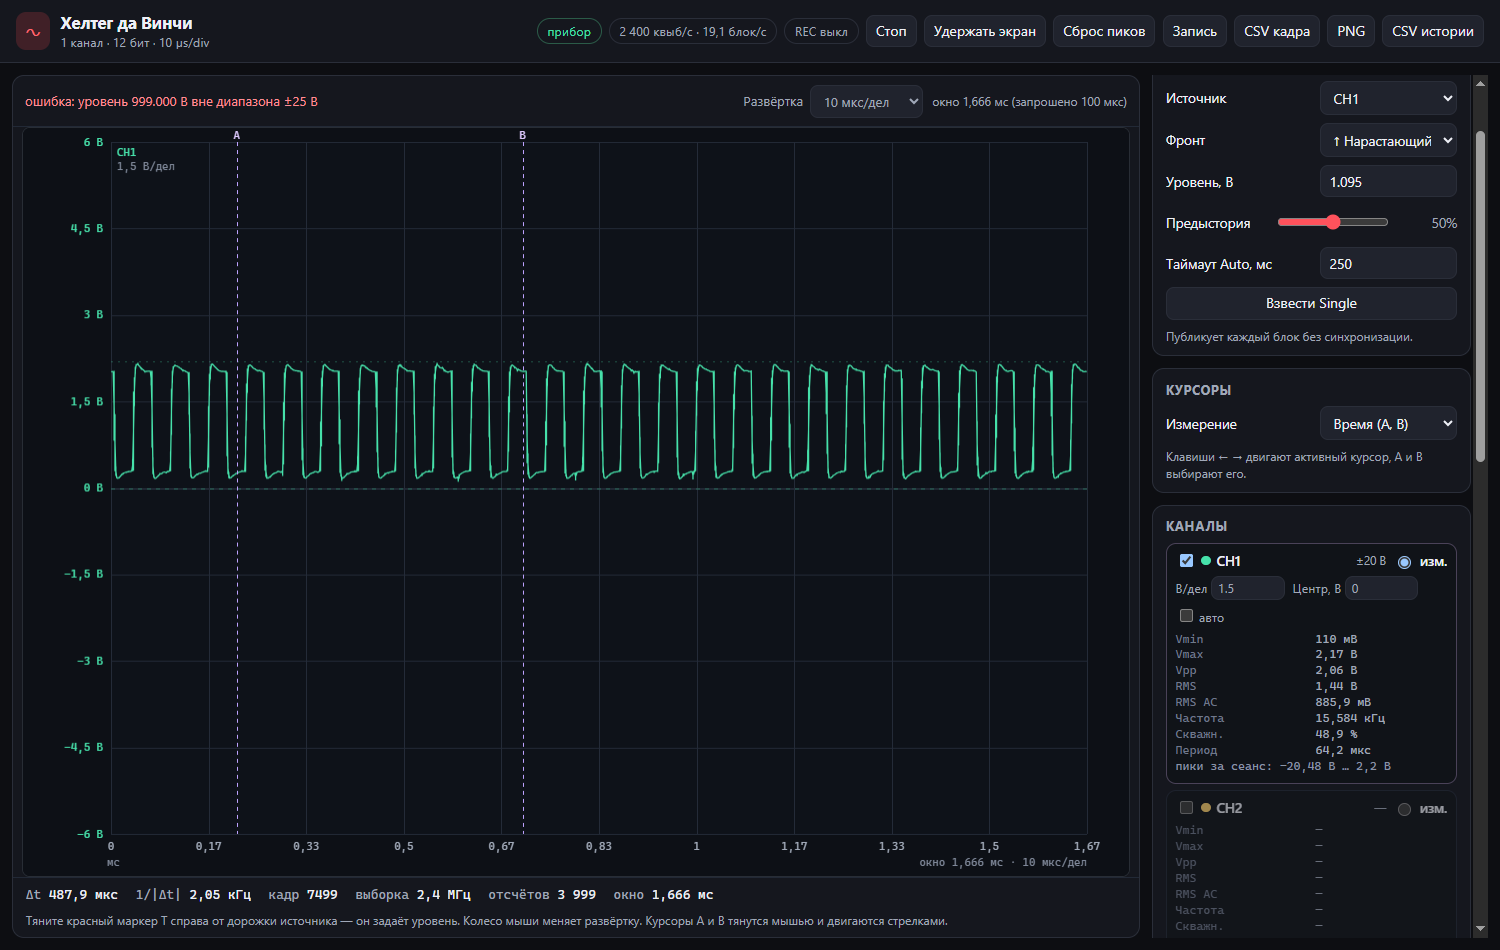 Хелтег да Винчи
1 канал · 12 бит · 10 μs/div
прибор
2 400 квыб/с · 19,1 блок/с
REC выкл
Стоп
Удержать экран
Сброс пиков
Запись
CSV кадра
PNG
CSV истории
ошибка: уровень 999.000 В вне диапазона ±25 В
Развёртка
10 мкс/дел
окно 1,666 мс (запрошено 100 мкс)
A
B
CH1
1,5 В/дел
6 В
4,5 В
3 В
1,5 В
0 В
−1,5 В
−3 В
−4,5 В
−6 В
0 0,17 0,33 0,5 0,67 0,83 1 1,17 1,33 1,5 1,67
мс
окно 1,666 мс · 10 мкс/дел
Δt 487,9 мкс 1/|Δt| 2,05 кГц кадр 7499 выборка 2,4 МГц отсчётов 3 999 окно 1,666 мс
Тяните красный маркер T справа от дорожки источника — он задаёт уровень. Колесо мыши меняет развёртку. Курсоры A и B тянутся мышью и двигаются стрелками.
Источник CH1
Фронт ↑ Нарастающий
Уровень, В 1.095
Предыстория 50%
Таймаут Auto, мс 250
Взвести Single
Публикует каждый блок без синхронизации.
КУРСОРЫ
Измерение Время (A, B)
Клавиши ← → двигают активный курсор, A и B
выбирают его.
КАНАЛЫ
CH1 ±20 В изм.
В/дел 1.5 Центр, В 0
авто
Vmin 110 мВ
Vmax 2,17 В
Vpp 2,06 В
RMS 1,44 В
RMS AC 885,9 мВ
Частота 15,584 кГц
Скважн. 48,9 %
Период 64,2 мкс
пики за сеанс: −20,48 В … 2,2 В
CH2 — изм.
Vmin —
Vmax —
Vpp —
RMS —
RMS AC —
Частота —
Скважн. —